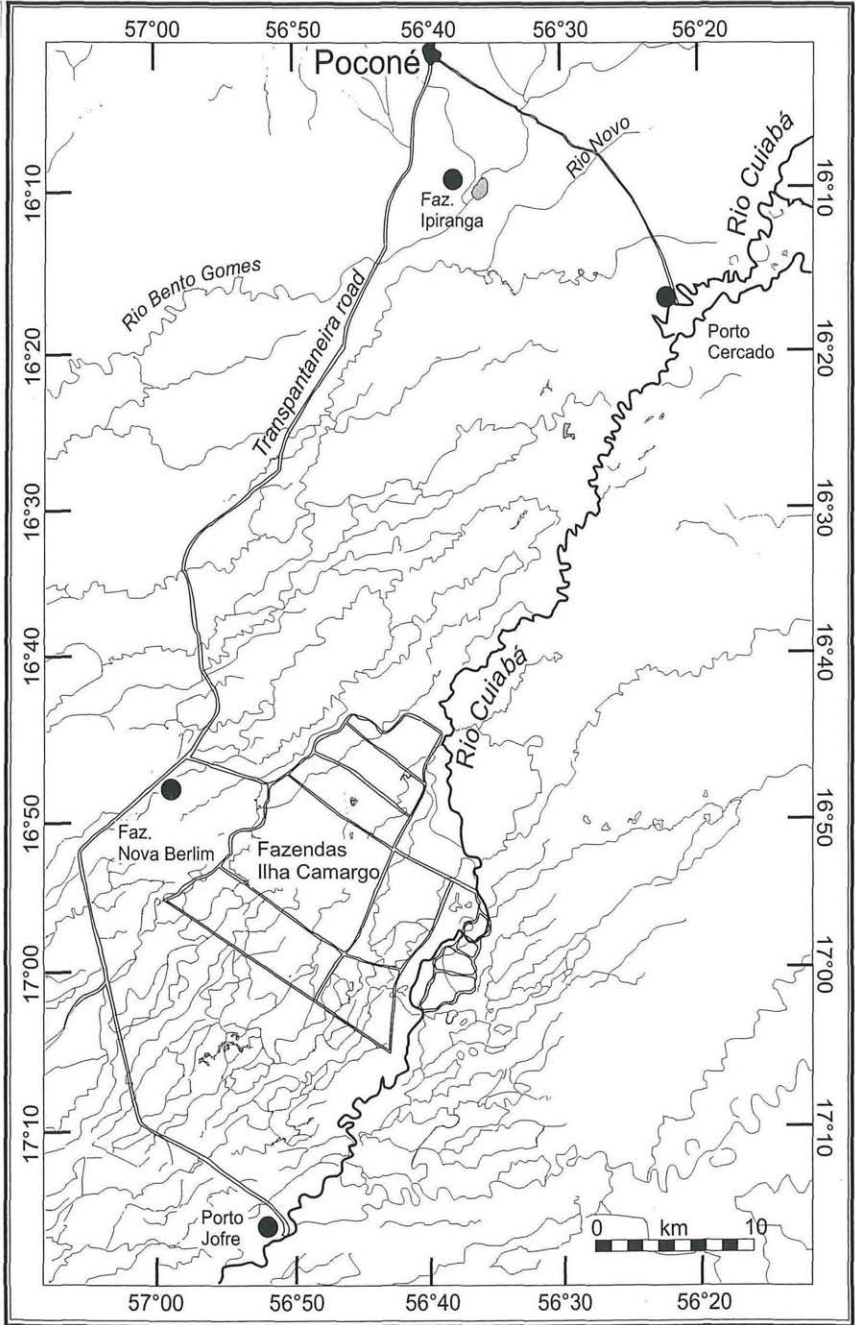 57°00
56°50
56°40
56°30
56°20
Poconé
Rio Novo
Rio Cuiabá
16°10
16°10
Faz.
Ipiranga
Rio Bento Gomes
Transpantaneira road
Porto
Cercado
16°20
16°20
16°30
16°30
16°40
16°40
Rio Cuiabá
16°50
16°50
Faz.
Nova Berlim
Fazendas
Ilha Camargo
17°00
17°00
17°10
17°10
Porto
Jofre
0 km 10
57°00
56°50
56°40
56°30
56°20